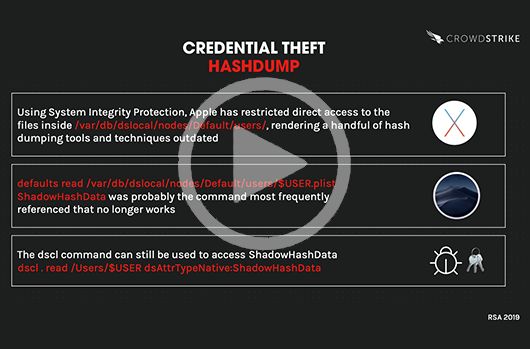 CROWDSTRIKE
CREDENTIAL THEFT
HASHDUMP
Using System Integrity Protection, Apple has restricted direct access to the
files inside /var/db/dslocal/nodes/Default/users/, rendering a handful of hash
dumping tools and techniques outdated
defaults read /var/db/dslocal/nodes/Default/users/$USER.plist
ShadowHashData was probably the command most frequently
referenced that no longer works
The dscl command can still be used to access ShadowHashData
dscl . read /Users/$USER dsAttrTypeNative:ShadowHashData
RSA 2019